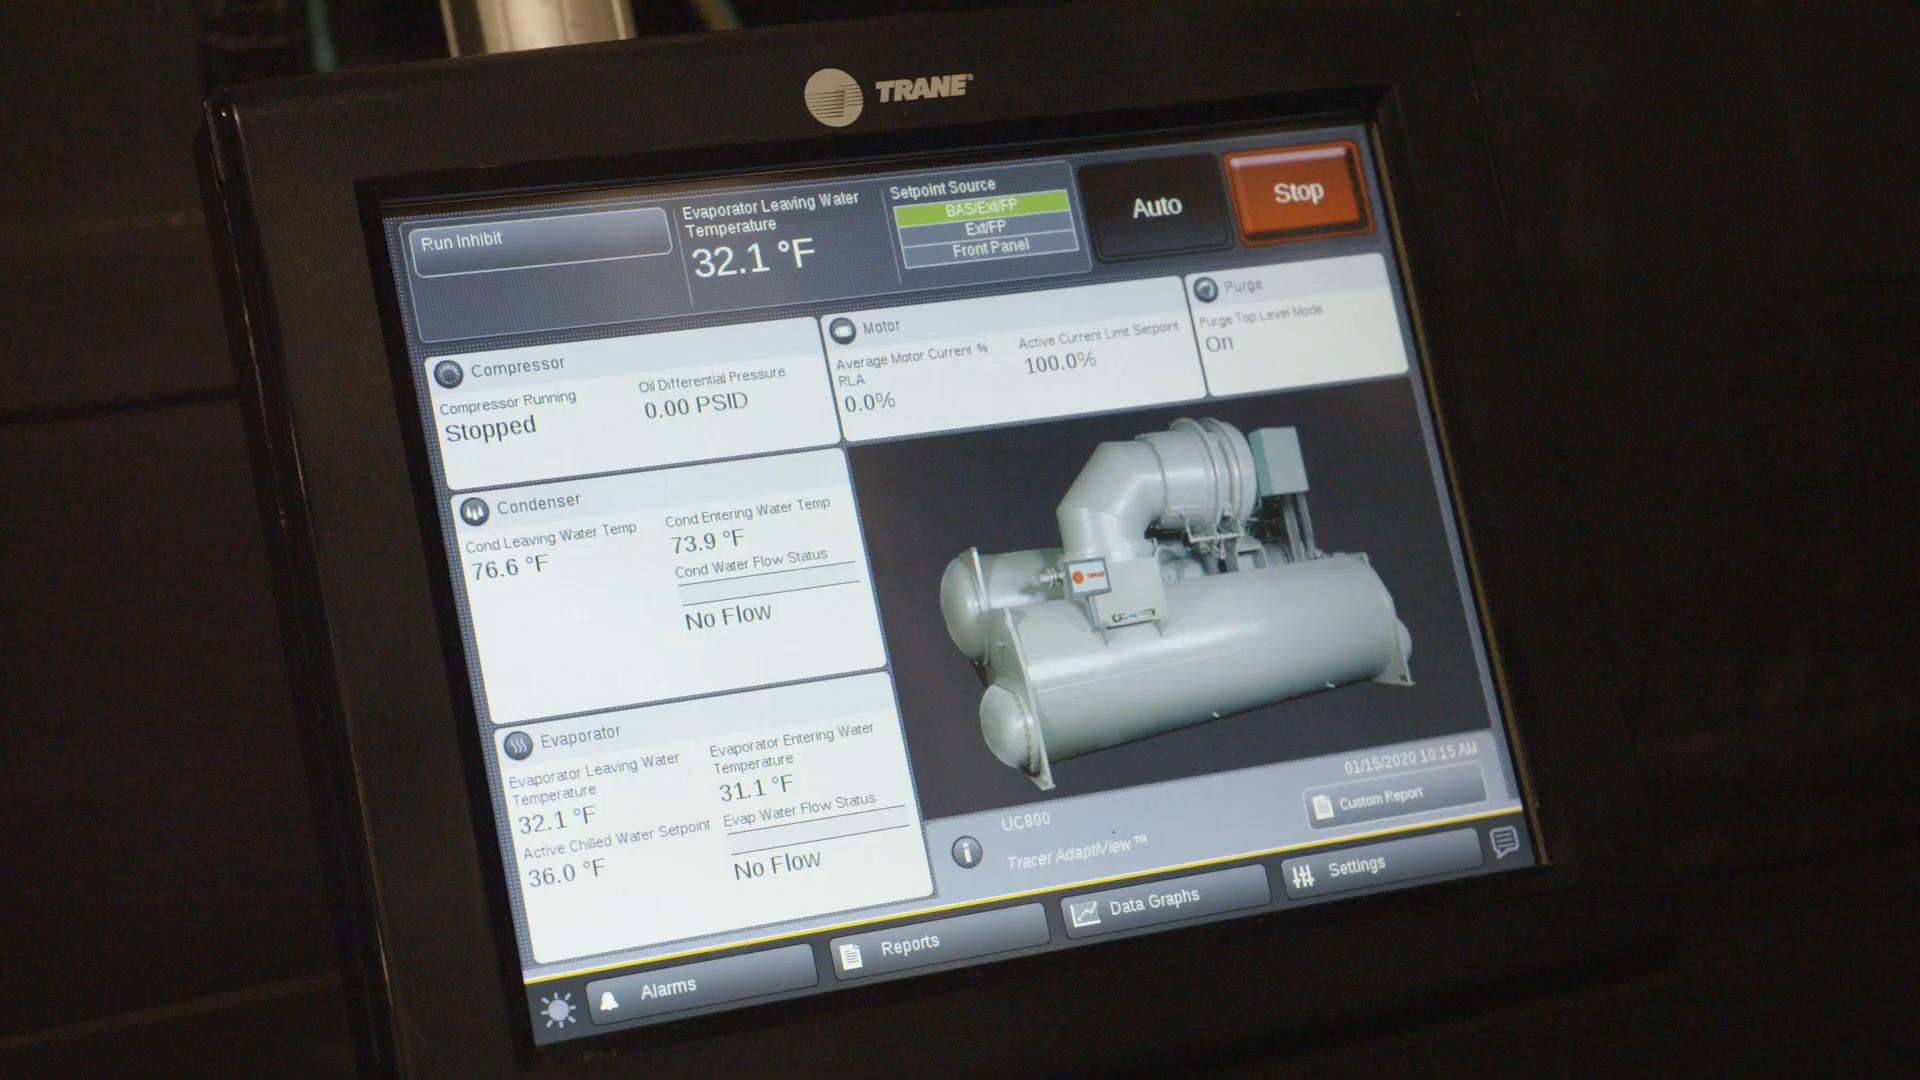 TRANE
Run Inhibit
Evaporator Leaving Water
Temperature
32.1 °F
Setpoint Source
BAS/Ext/FP
Ext/FP
Front Panel
Auto
Stop
Compressor
Compressor Running
Stopped
Oil Differential Pressure
0.00 PSID
Motor
Average Motor Current %
RLA
0.0%
Active Current Limit Setpoint
100.0%
Purge
Purge Top Level Mode
On
Condenser
Cond Leaving Water Temp
76.6 °F
Cond Entering Water Temp
73.9 °F
Cond Water Flow Status
No Flow
TRANE
Evaporator
Evaporator Leaving Water
Temperature
32.1 °F
Active Chilled Water Setpoint
36.0 °F
Evaporator Entering Water
Temperature
31.1 °F
Evap Water Flow Status
No Flow
01/15/2020 10:15 AM
Custom Report
UC800
Tracer AdaptiView™
Alarms
Reports
Data Graphs
Settings